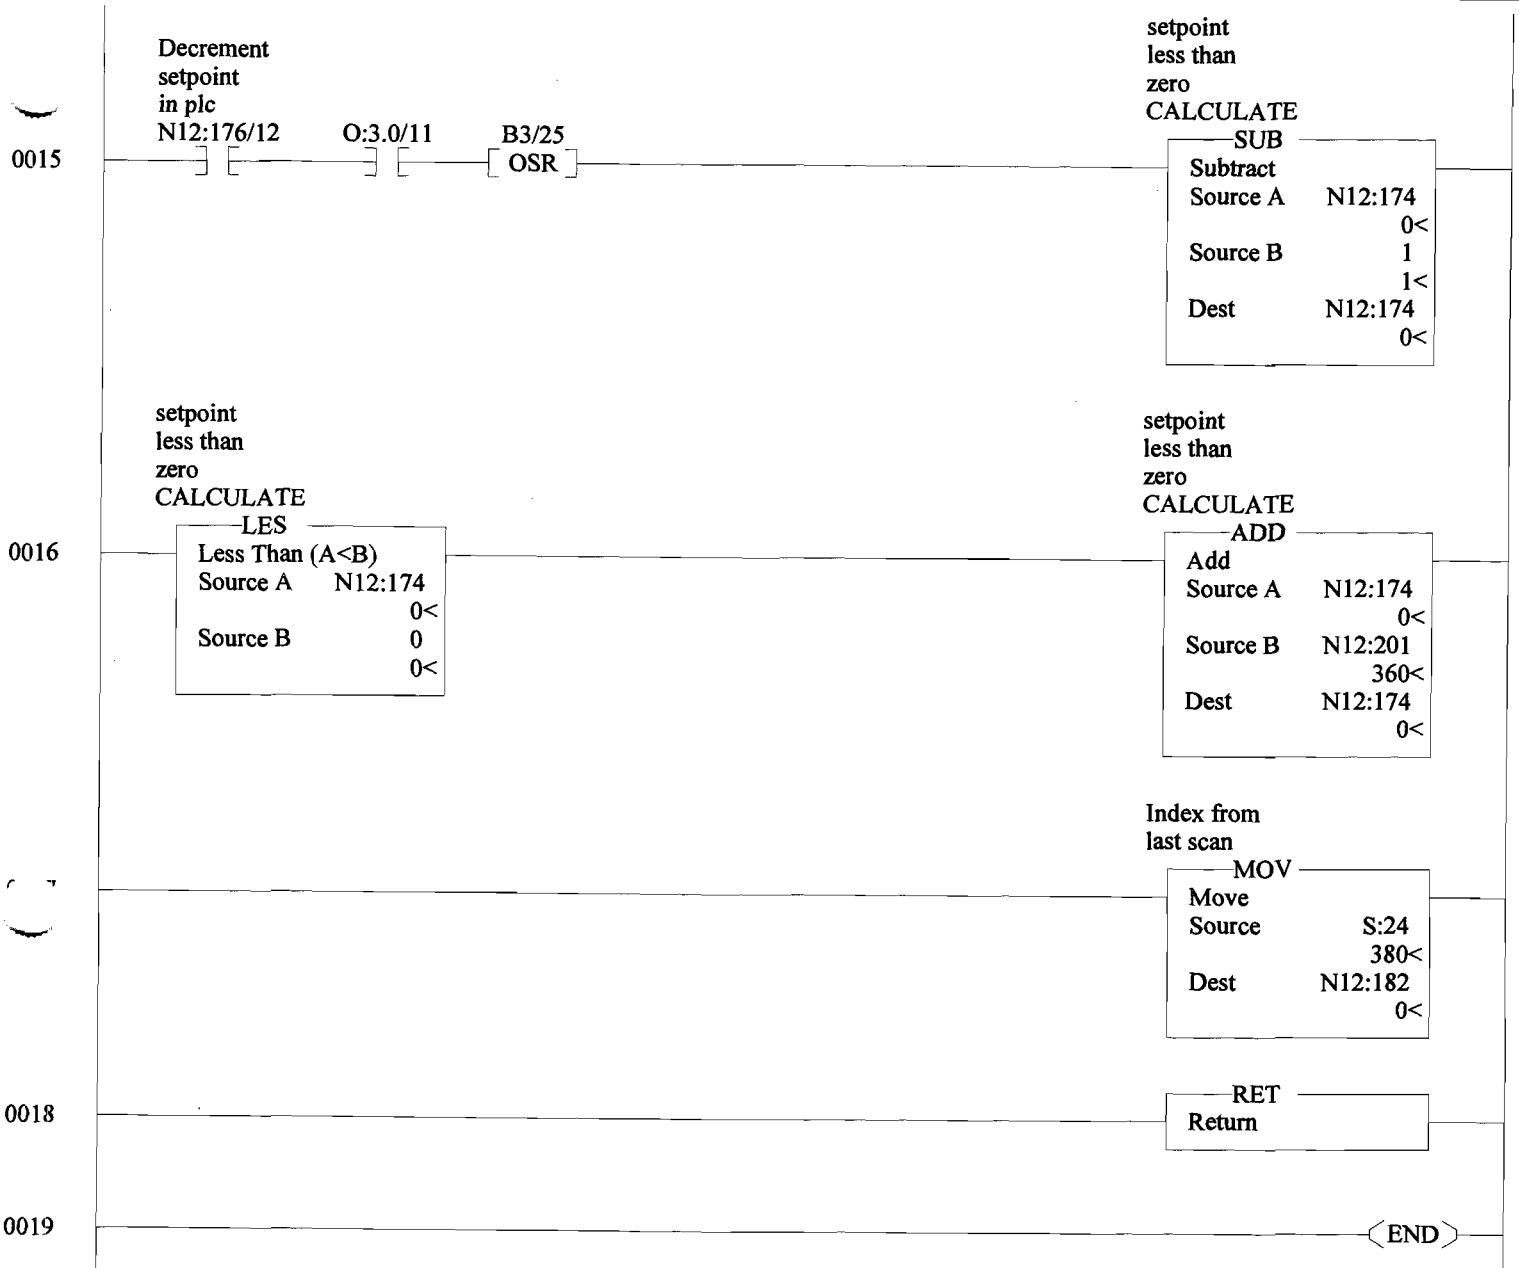 Decrement
setpoint
in plc
N12:176/12 O:3.0/11 B3/25
0015
OSR
setpoint
less than
zero
CALCULATE
SUB
Subtract
Source A N12:174
0<
Source B 1
1<
Dest N12:174
0<
setpoint
less than
zero
CALCULATE
0016
LES
Less Than (A<B)
Source A N12:174
0<
Source B 0
0<
setpoint
less than
zero
CALCULATE
ADD
Add
Source A N12:174
0<
Source B N12:201
360<
Dest N12:174
0<
Index from
last scan
MOV
Move
Source S:24
380<
Dest N12:182
0<
0018
RET
Return
0019
END